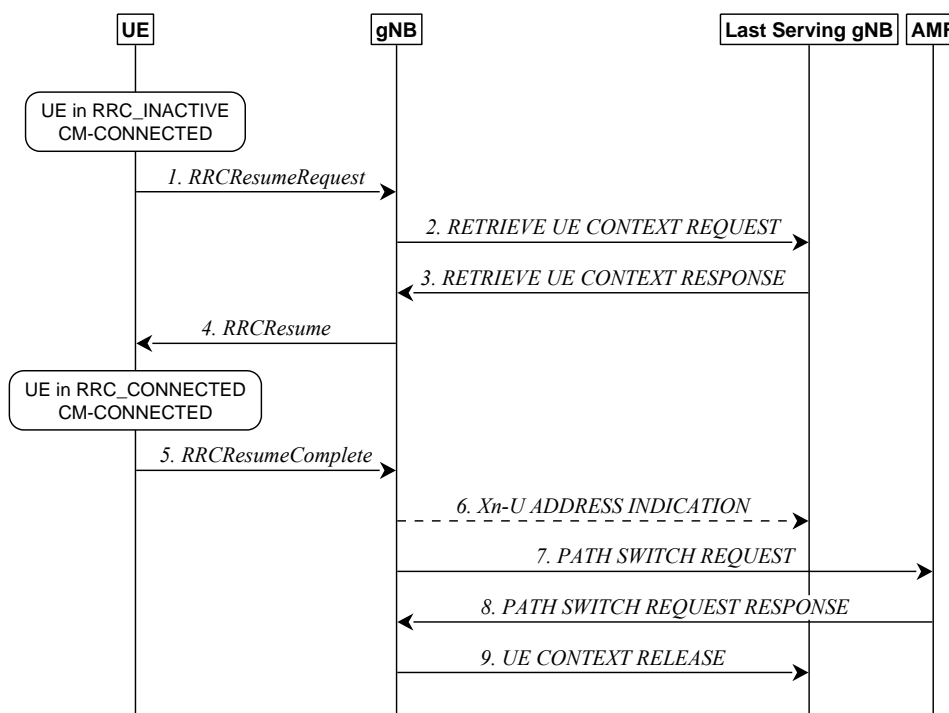 UE
gNB
Last Serving gNB
AMF
UE in RRC_INACTIVE
CM-CONNECTED
1. RRCResumeRequest
2. RETRIEVE UE CONTEXT REQUEST
3. RETRIEVE UE CONTEXT RESPONSE
4. RRCResume
UE in RRC_CONNECTED
CM-CONNECTED
5. RRCResumeComplete
6. Xn-U ADDRESS INDICATION
7. PATH SWITCH REQUEST
8. PATH SWITCH REQUEST RESPONSE
9. UE CONTEXT RELEASE